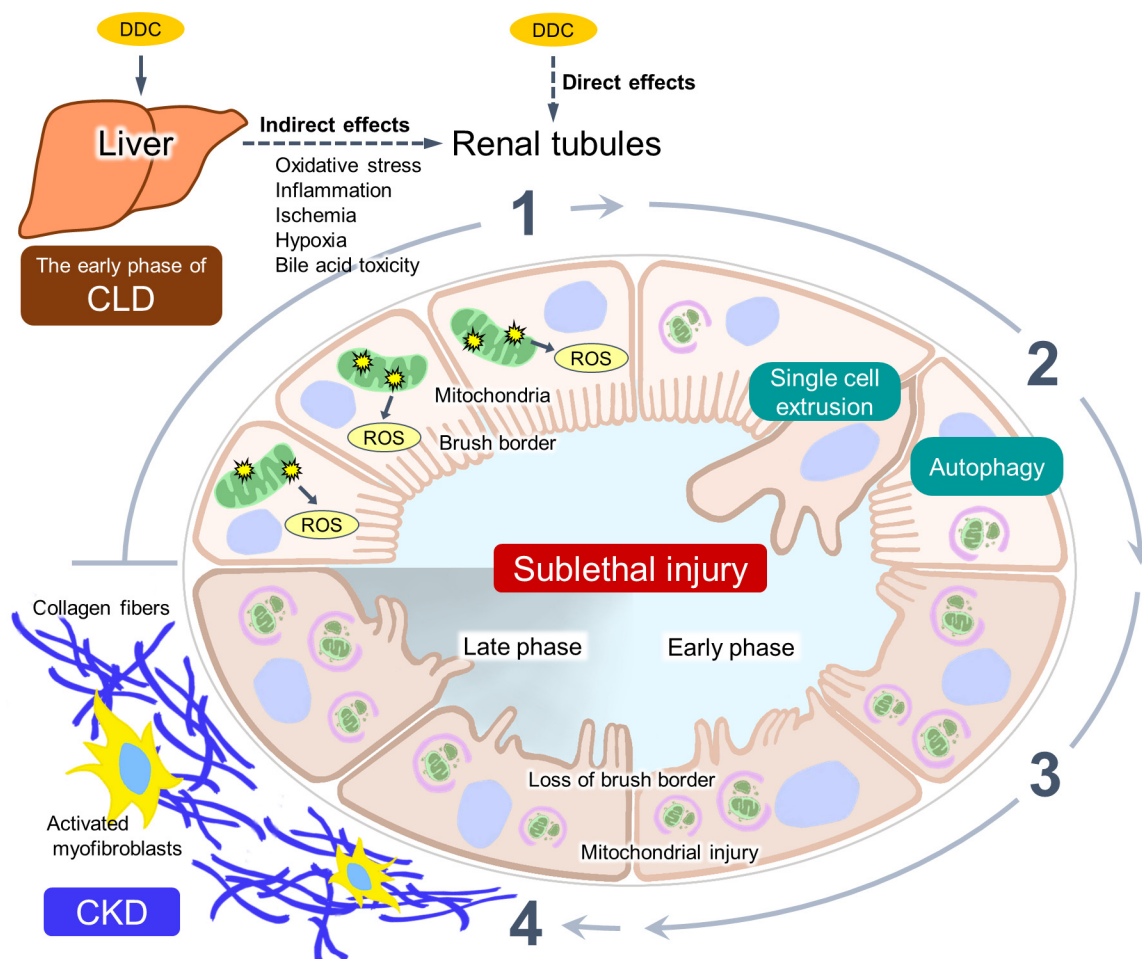 DDC
DDC
Direct effects
Liver
Indirect effects
Renal tubules
Oxidative stress
Inflammation
Ischemia
Hypoxia
Bile acid toxicity
The early phase of
CLD
1
2
ROS
Mitochondria
ROS
Brush border
ROS
Single cell
extrusion
Autophagy
Sublethal injury
Collagen fibers
Late phase
Early phase
3
Loss of brush border
Mitochondrial injury
Activated
myofibroblasts
CKD
4